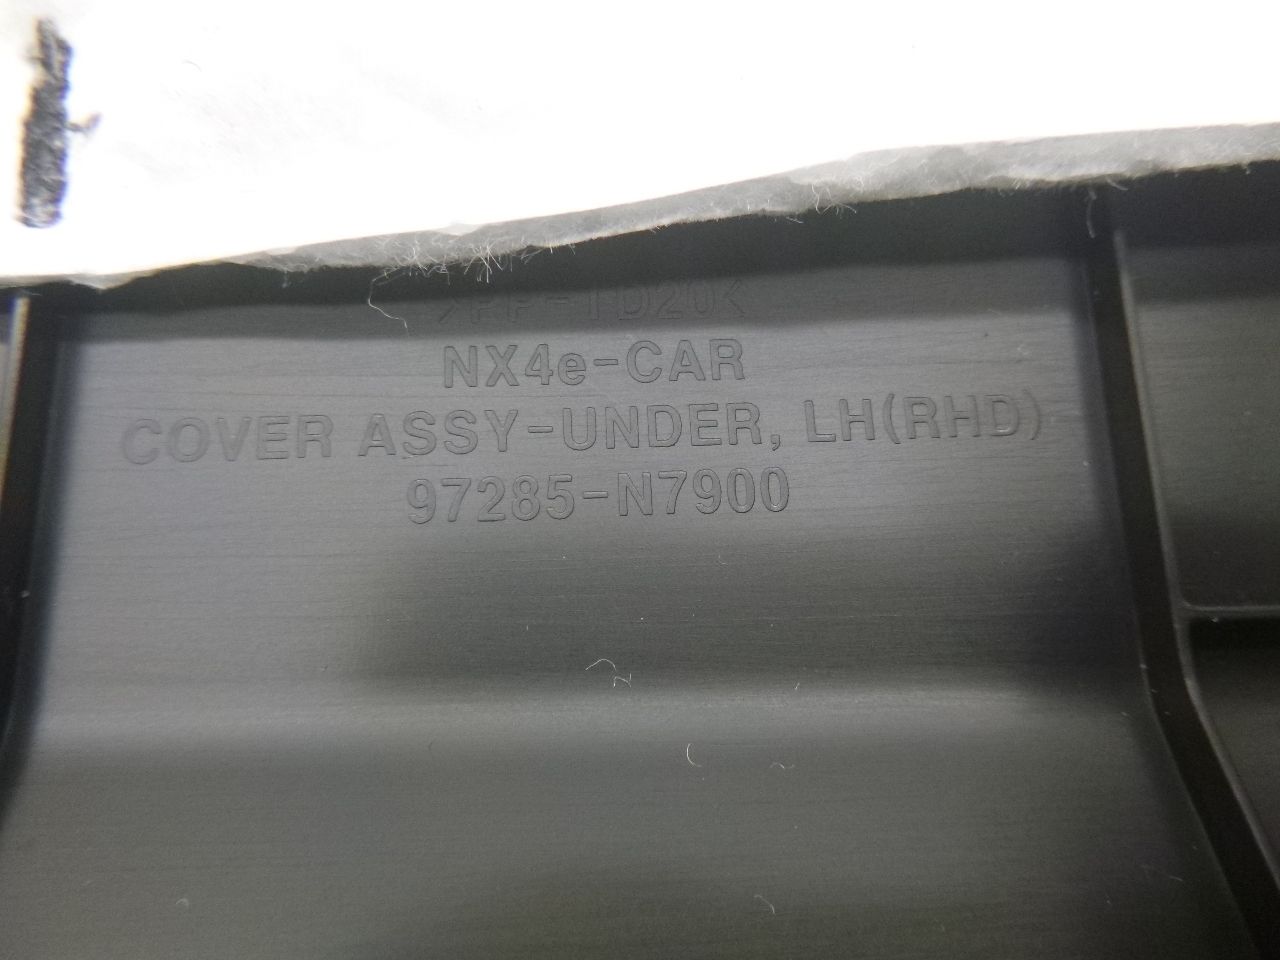 >PP-TD20<
NX4e-CAR
COVER ASSY-UNDER, LH(RHD)
97285-N7900